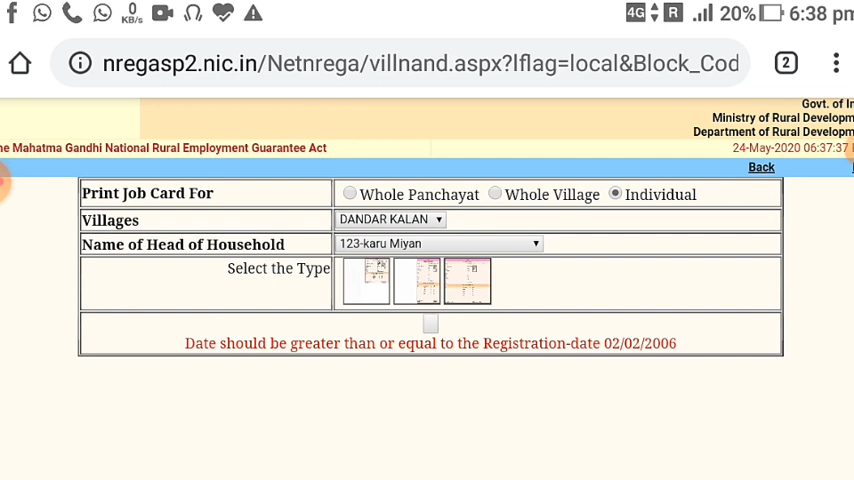 0 KB/s 4G R 20% 6:38 pm
nregasp2.nic.in/Netnrega/villnand.aspx?lflag=local&Block_Cod 2
Govt. of In
Ministry of Rural Developm
Department of Rural Developm
he Mahatma Gandhi National Rural Employment Guarantee Act 24-May-2020 06:37:37
Back
Print Job Card For Whole Panchayat Whole Village Individual
Villages DANDAR KALAN
Name of Head of Household 123-karu Miyan
Select the Type
Date should be greater than or equal to the Registration-date 02/02/2006